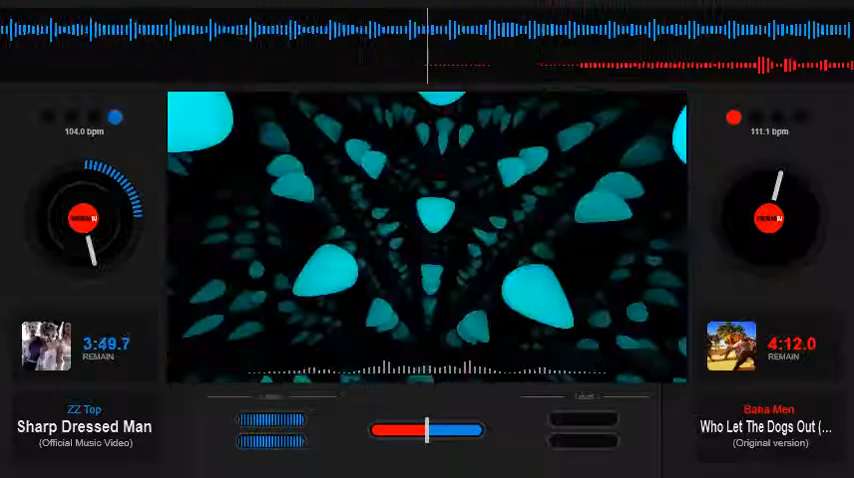 104.0 bpm
111.1 bpm
3:49.7
REMAIN
4:12.0
REMAIN
ZZ Top
Sharp Dressed Man
(Official Music Video)
Baha Men
Who Let The Dogs Out (...
(Original version)